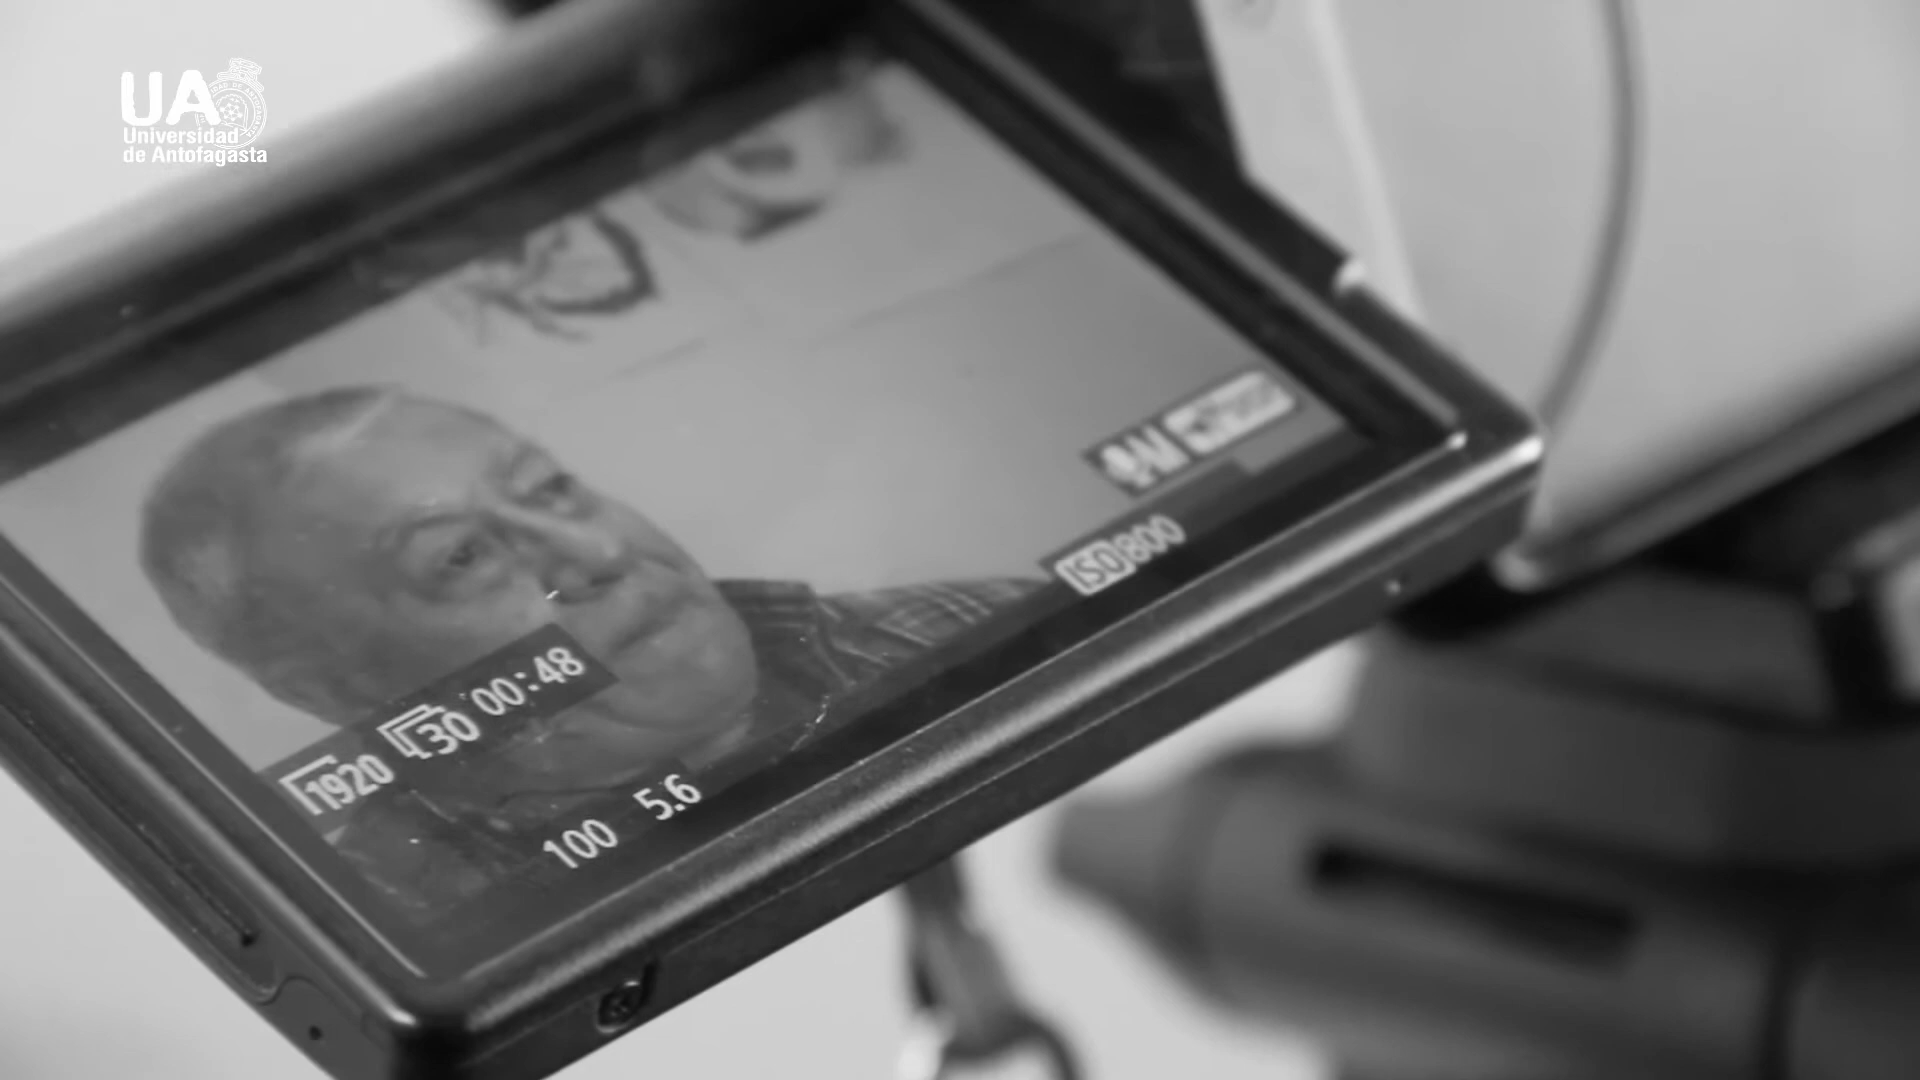 UA
Universidad
de Antofagasta
ISO 800
1920 30 00:48
100 5.6